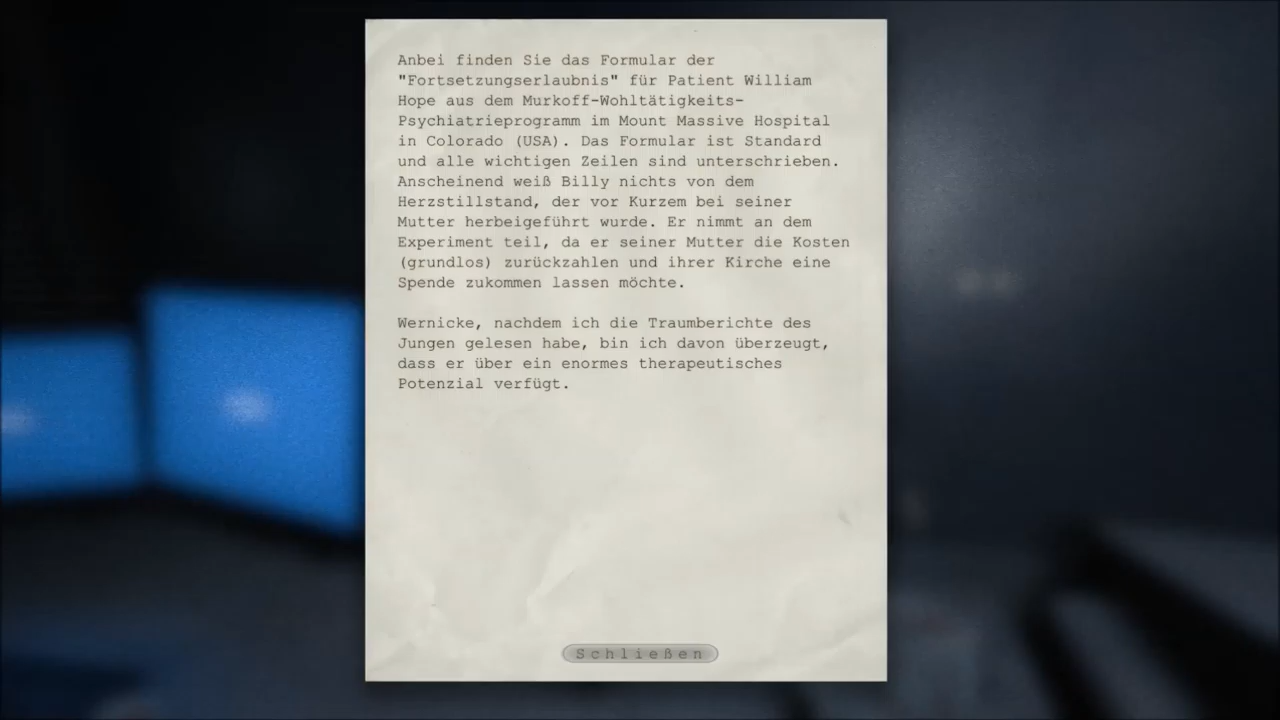 Anbei finden Sie das Formular der
"Fortsetzungserlaubnis" für Patient William
Hope aus dem Murkoff-Wohltätigkeits-
Psychiatrieprogramm im Mount Massive Hospital
in Colorado (USA). Das Formular ist Standard
und alle wichtigen Zeilen sind unterschrieben.
Anscheinend weiß Billy nichts von dem
Herzstillstand, der vor Kurzem bei seiner
Mutter herbeigeführt wurde. Er nimmt an dem
Experiment teil, da er seiner Mutter die Kosten
(grundlos) zurückzahlen und ihrer Kirche eine
Spende zukommen lassen möchte.
Wernicke, nachdem ich die Traumberichte des
Jungen gelesen habe, bin ich davon überzeugt,
dass er über ein enormes therapeutisches
Potenzial verfügt.
Schließen